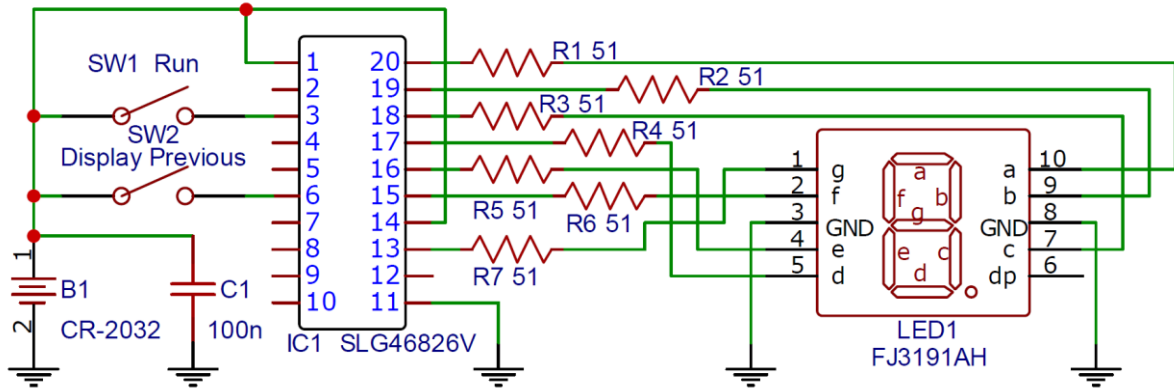 SW1 Run
SW2
Display Previous
1
2
B1
CR-2032
C1
100n
1 20
2 19
3 18
4 17
5 16
6 15
7 14
8 13
9 12
10 11
IC1 SLG46826V
R1 51
R2 51
R3 51
R4 51
R5 51
R6 51
R7 51
1 g a 10
2 f b 9
3 GND GND 8
4 e c 7
5 d dp 6
a
f b
g
e c
d
LED1
FJ3191AH